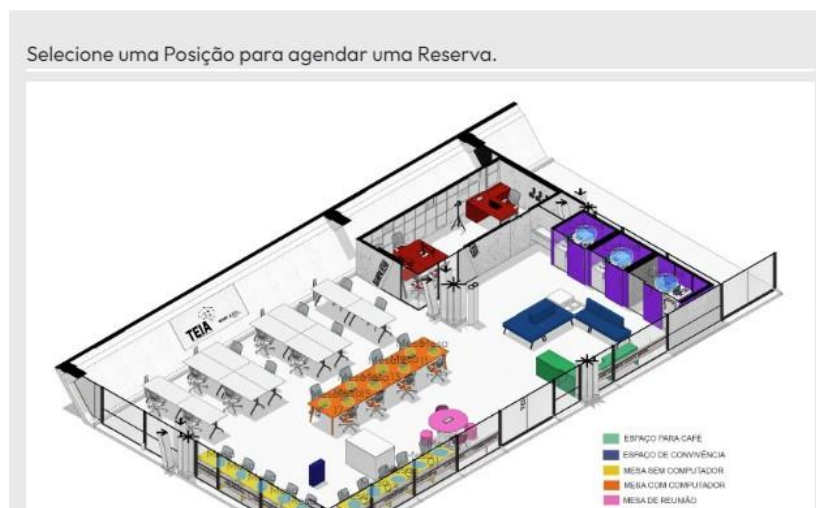 Selecione uma Posição para agendar uma Reserva.
TEIA
ESPAÇO PARA CAFÉ
ESPAÇO DE CONVIVÊNCIA
MESA SEM COMPUTADOR
MESA COM COMPUTADOR
MESA DE REUNIÃO